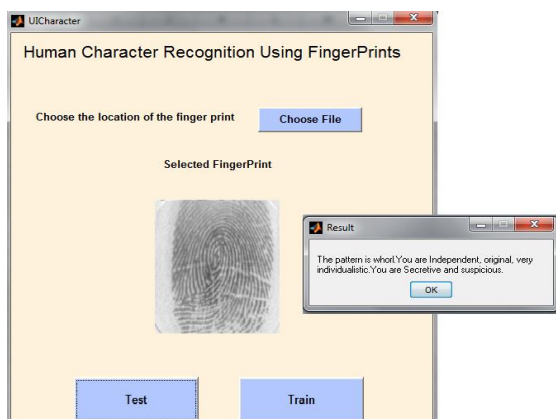 UICharacter
Human Character Recognition Using FingerPrints
Choose the location of the finger print
Choose File
Selected FingerPrint
Result
The pattern is whorl.You are Independent, original, very
individualistic.You are Secretive and suspicious.
OK
Test
Train